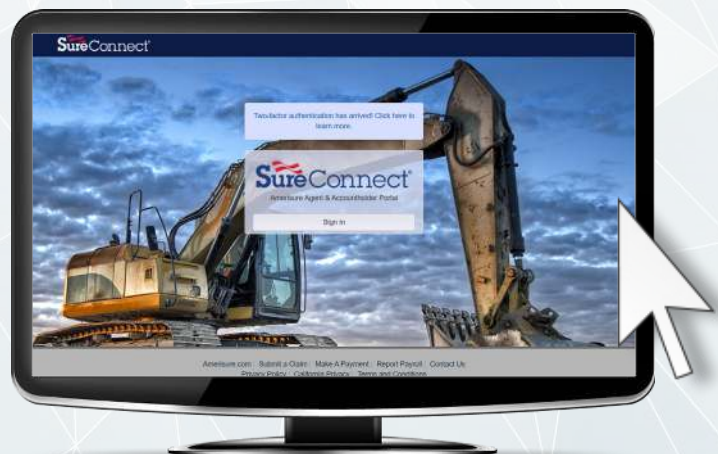 SureConnect
Two-factor authentication has arrived! Click here to
learn more.
SureConnect
Amerisure Agent & Accountholder Portal
Sign In
Amerisure.com Submit a Claim Make A Payment Report Payroll Contact Us
Privacy Policy California Privacy Terms and Conditions